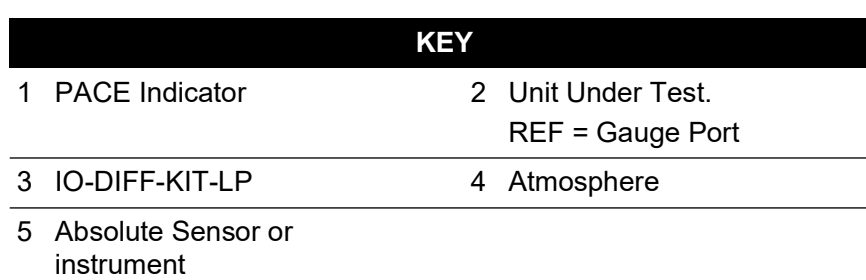 KEY
1 PACE Indicator
2 Unit Under Test.
REF = Gauge Port
3 IO-DIFF-KIT-LP
4 Atmosphere
5 Absolute Sensor or
instrument